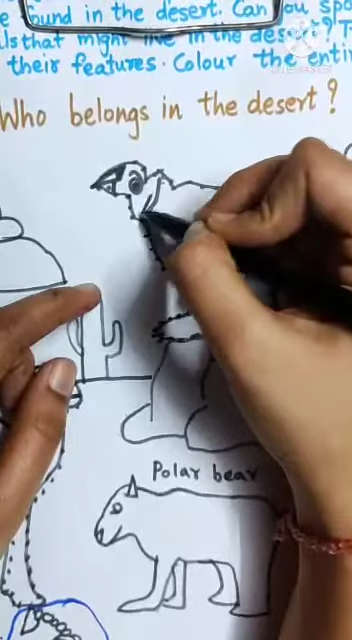 found in the desert. Can you spo
that might live in the desert? T
their features. Colour the enti
Who belongs in the desert?
Polar bear